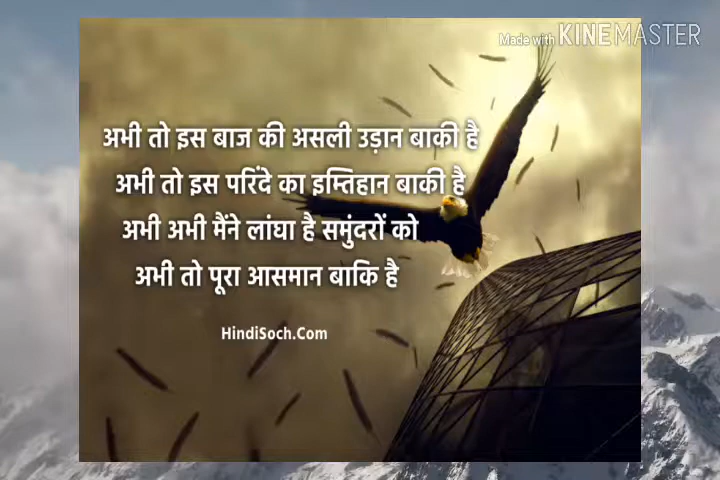 Made with KINEMASTER
अभी तो इस बाज की असली उड़ान बाकी है
अभी तो इस परिंदे का इम्तिहान बाकी है
अभी अभी मैंने लांघा है समुंदरों को
अभी तो पूरा आसमान बाकि है
HindiSoch.Com